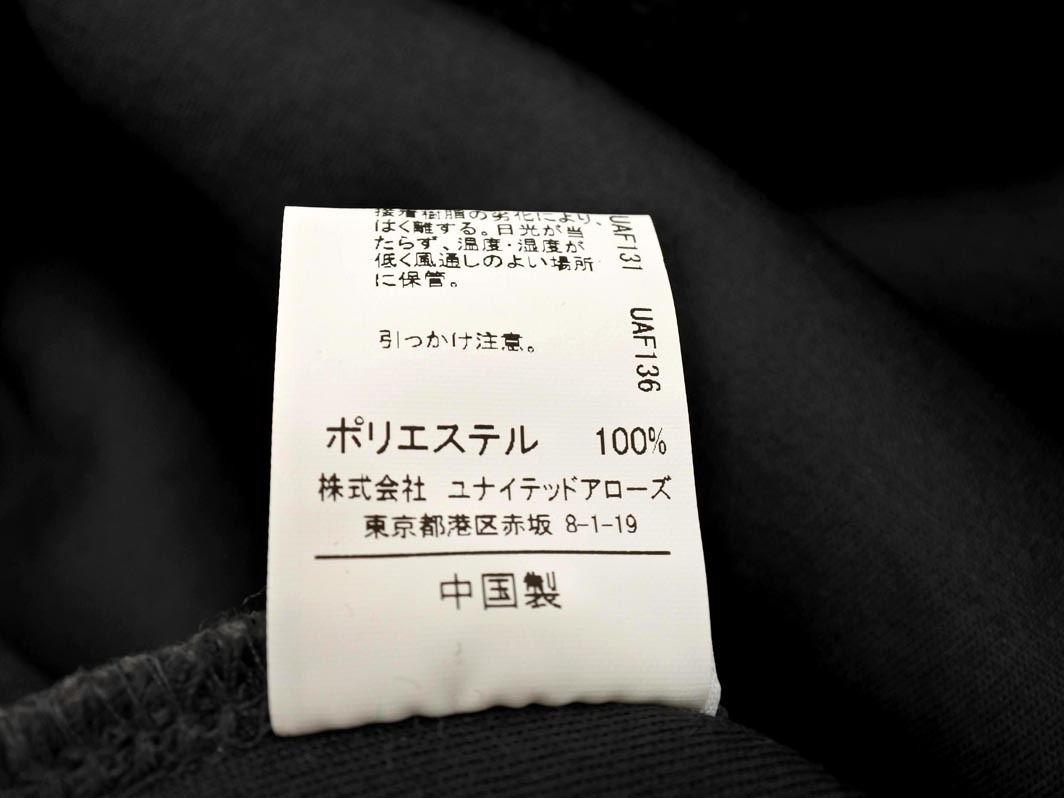 接着樹脂の劣化により、
はく離する。日光が当
たらず、温度・湿度が
低く風通しのよい場所
に保管。
UAF131
引っかけ注意。
UAF136
ポリエステル 100%
株式会社 ユナイテッドアローズ
東京都港区赤坂 8-1-19
中国製